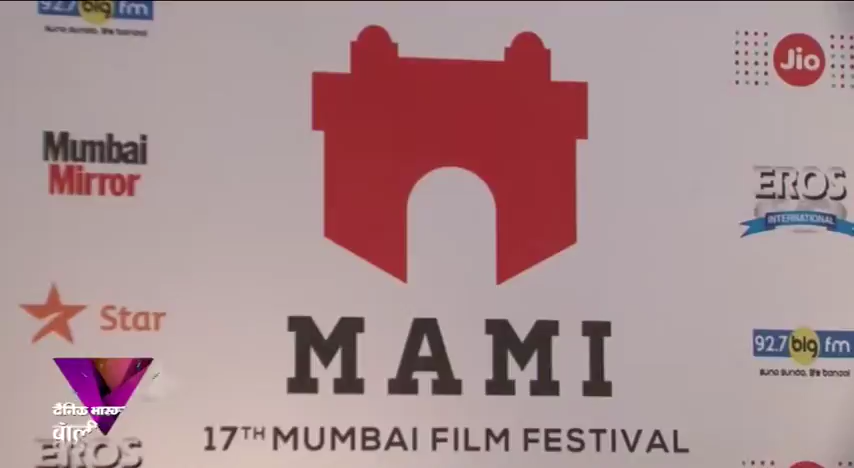 92.7 big fm
suno sunao, life banao!
Jio
Mumbai
Mirror
EROS
INTERNATIONAL
Star
MAMI
92.7 big fm
suno sunao, life banao!
दैनिक भास्कर
EROS
17TH MUMBAI FILM FESTIVAL